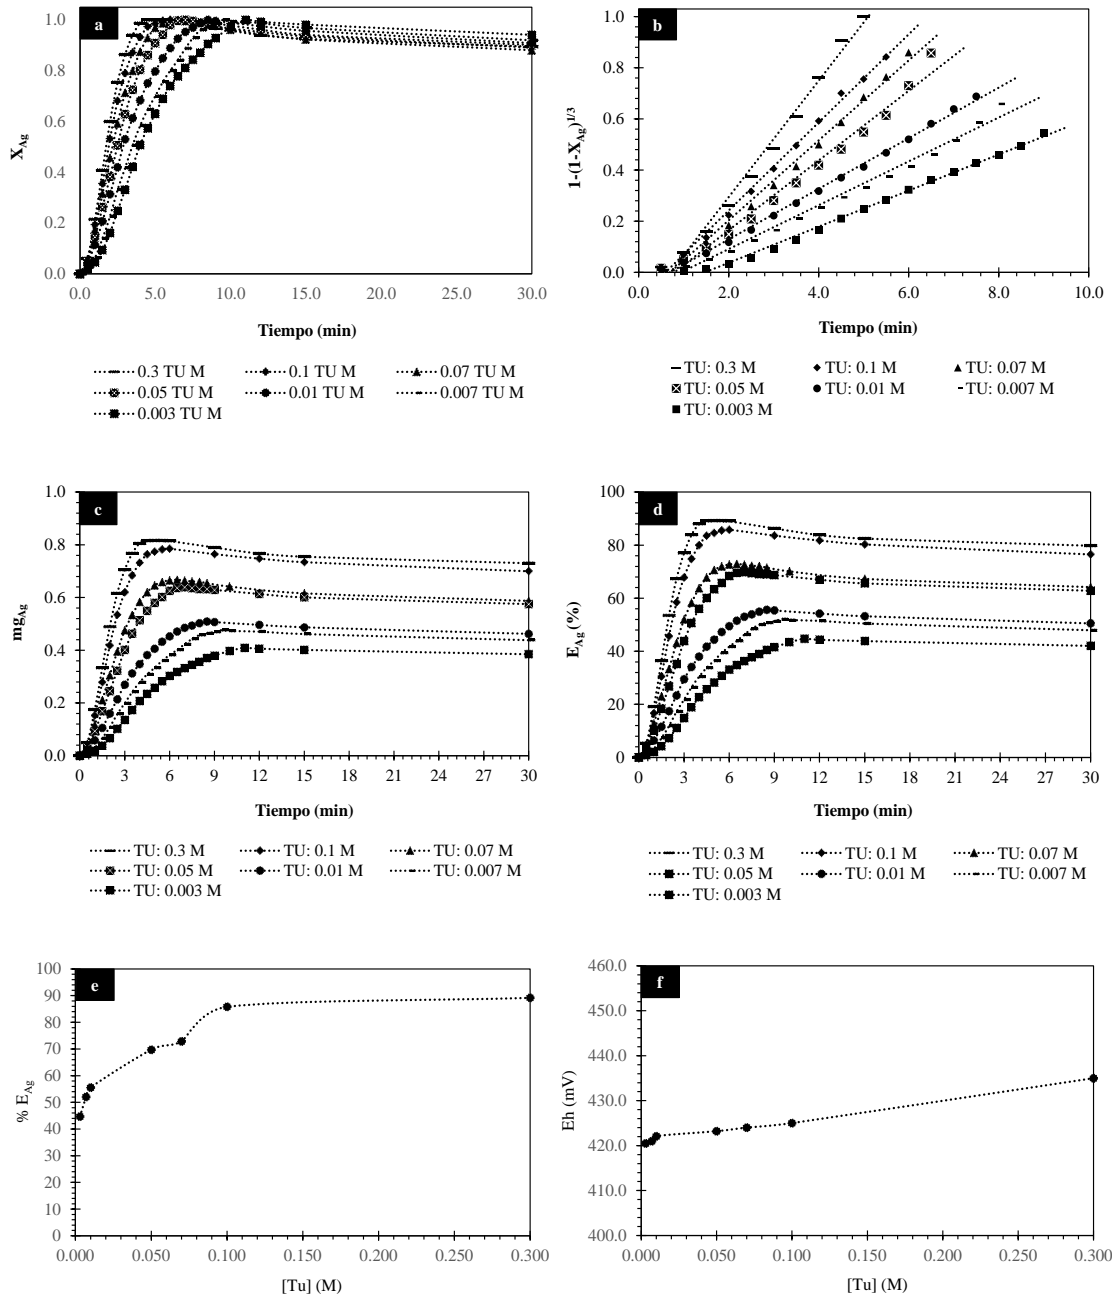 a
1.0
0.8
0.6
0.4
0.2
0.0
X_Ag
0.0 5.0 10.0 15.0 20.0 25.0 30.0
Tiempo (min)
0.3 TU M 0.1 TU M 0.07 TU M
0.05 TU M 0.01 TU M 0.007 TU M
0.003 TU M
b
1.0
0.8
0.6
0.4
0.2
0.0
1-(1-X_Ag)^1/3
0.0 2.0 4.0 6.0 8.0 10.0
Tiempo (min)
TU: 0.3 M TU: 0.1 M TU: 0.07 M
TU: 0.05 M TU: 0.01 M TU: 0.007 M
TU: 0.003 M
c
1.0
0.8
0.6
0.4
0.2
0.0
mg_Ag
0 3 6 9 12 15 18 21 24 27 30
Tiempo (min)
TU: 0.3 M TU: 0.1 M TU: 0.07 M
TU: 0.05 M TU: 0.01 M TU: 0.007 M
TU: 0.003 M
d
100
80
60
40
20
0
E_Ag (%)
0 3 6 9 12 15 18 21 24 27 30
Tiempo (min)
TU: 0.3 M TU: 0.1 M TU: 0.07 M
TU: 0.05 M TU: 0.01 M TU: 0.007 M
TU: 0.003 M
e
100
90
80
70
60
50
40
30
20
10
0
% E_Ag
0.000 0.050 0.100 0.150 0.200 0.250 0.300
[Tu] (M)
f
460.0
450.0
440.0
430.0
420.0
410.0
400.0
Eh (mV)
0.000 0.050 0.100 0.150 0.200 0.250 0.300
[Tu] (M)